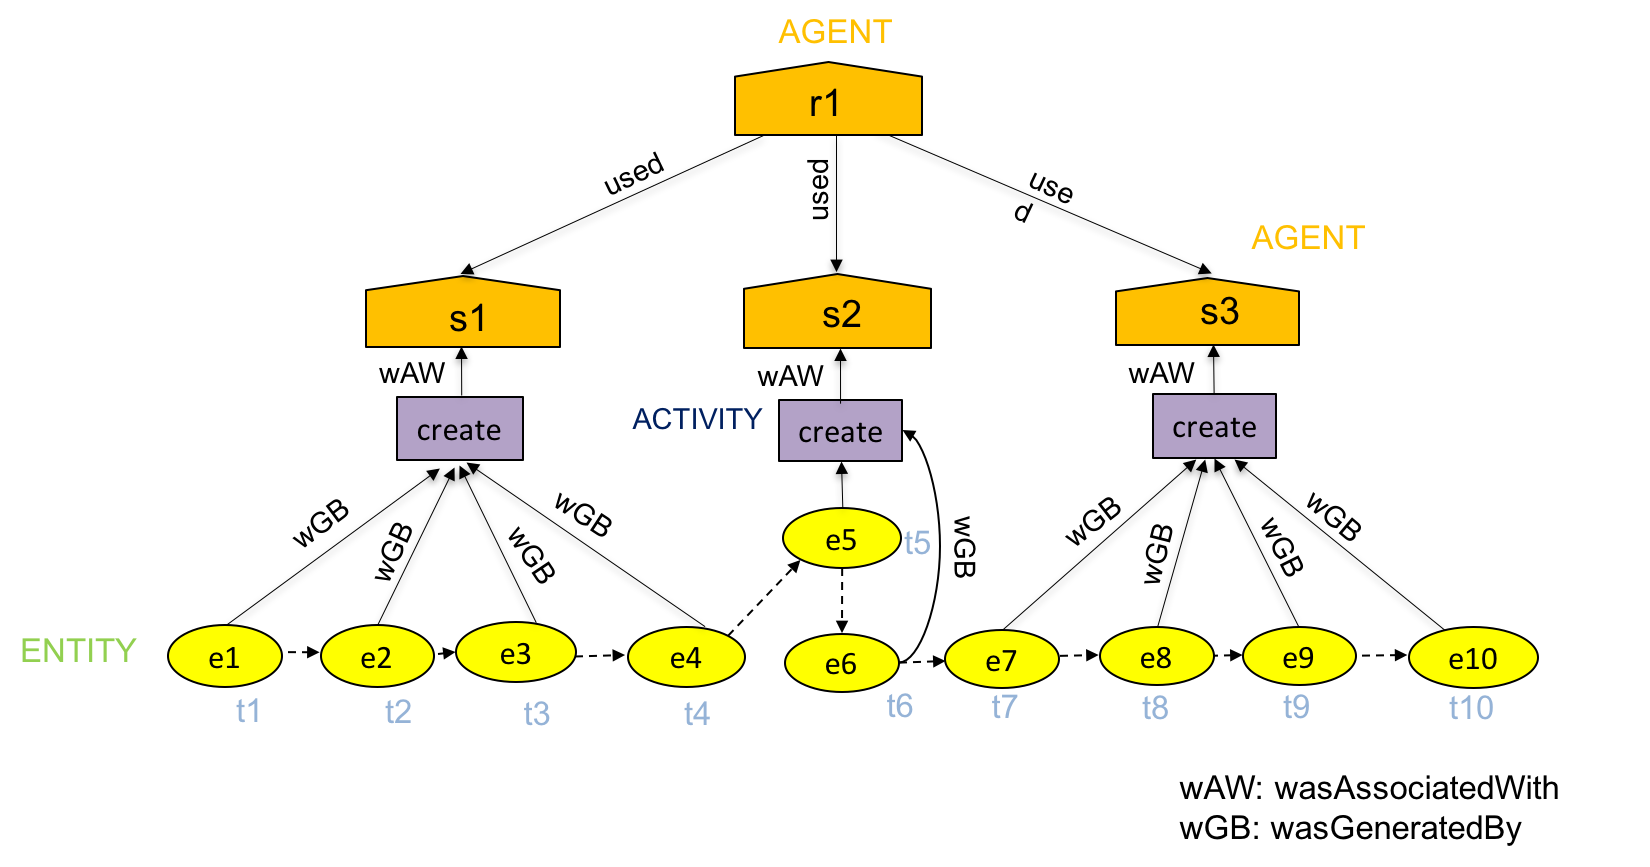 AGENT
r1
used
used
use
d
AGENT
s1
s2
s3
wAW
wAW
wAW
create
ACTIVITY
create
create
wGB
wGB
wGB
wGB
e5
t5
wGB
wGB
wGB
wGB
wGB
ENTITY
e1
e2
e3
e4
e6
e7
e8
e9
e10
t1
t2
t3
t4
t6
t7
t8
t9
t10
wAW: wasAssociatedWith
wGB: wasGeneratedBy